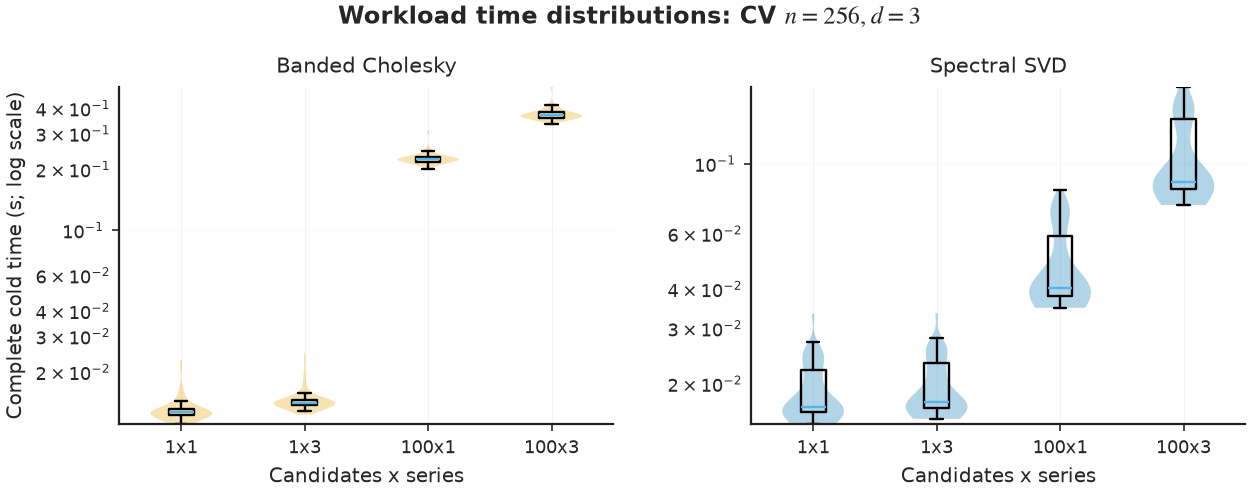 Workload time distributions: CV n = 256, d = 3
Banded Cholesky
Complete cold time (s; log scale)
4 × 10⁻¹
3 × 10⁻¹
2 × 10⁻¹
10⁻¹
6 × 10⁻²
4 × 10⁻²
3 × 10⁻²
2 × 10⁻²
1x1
1x3
100x1
100x3
Candidates x series
Spectral SVD
10⁻¹
6 × 10⁻²
4 × 10⁻²
3 × 10⁻²
2 × 10⁻²
1x1
1x3
100x1
100x3
Candidates x series